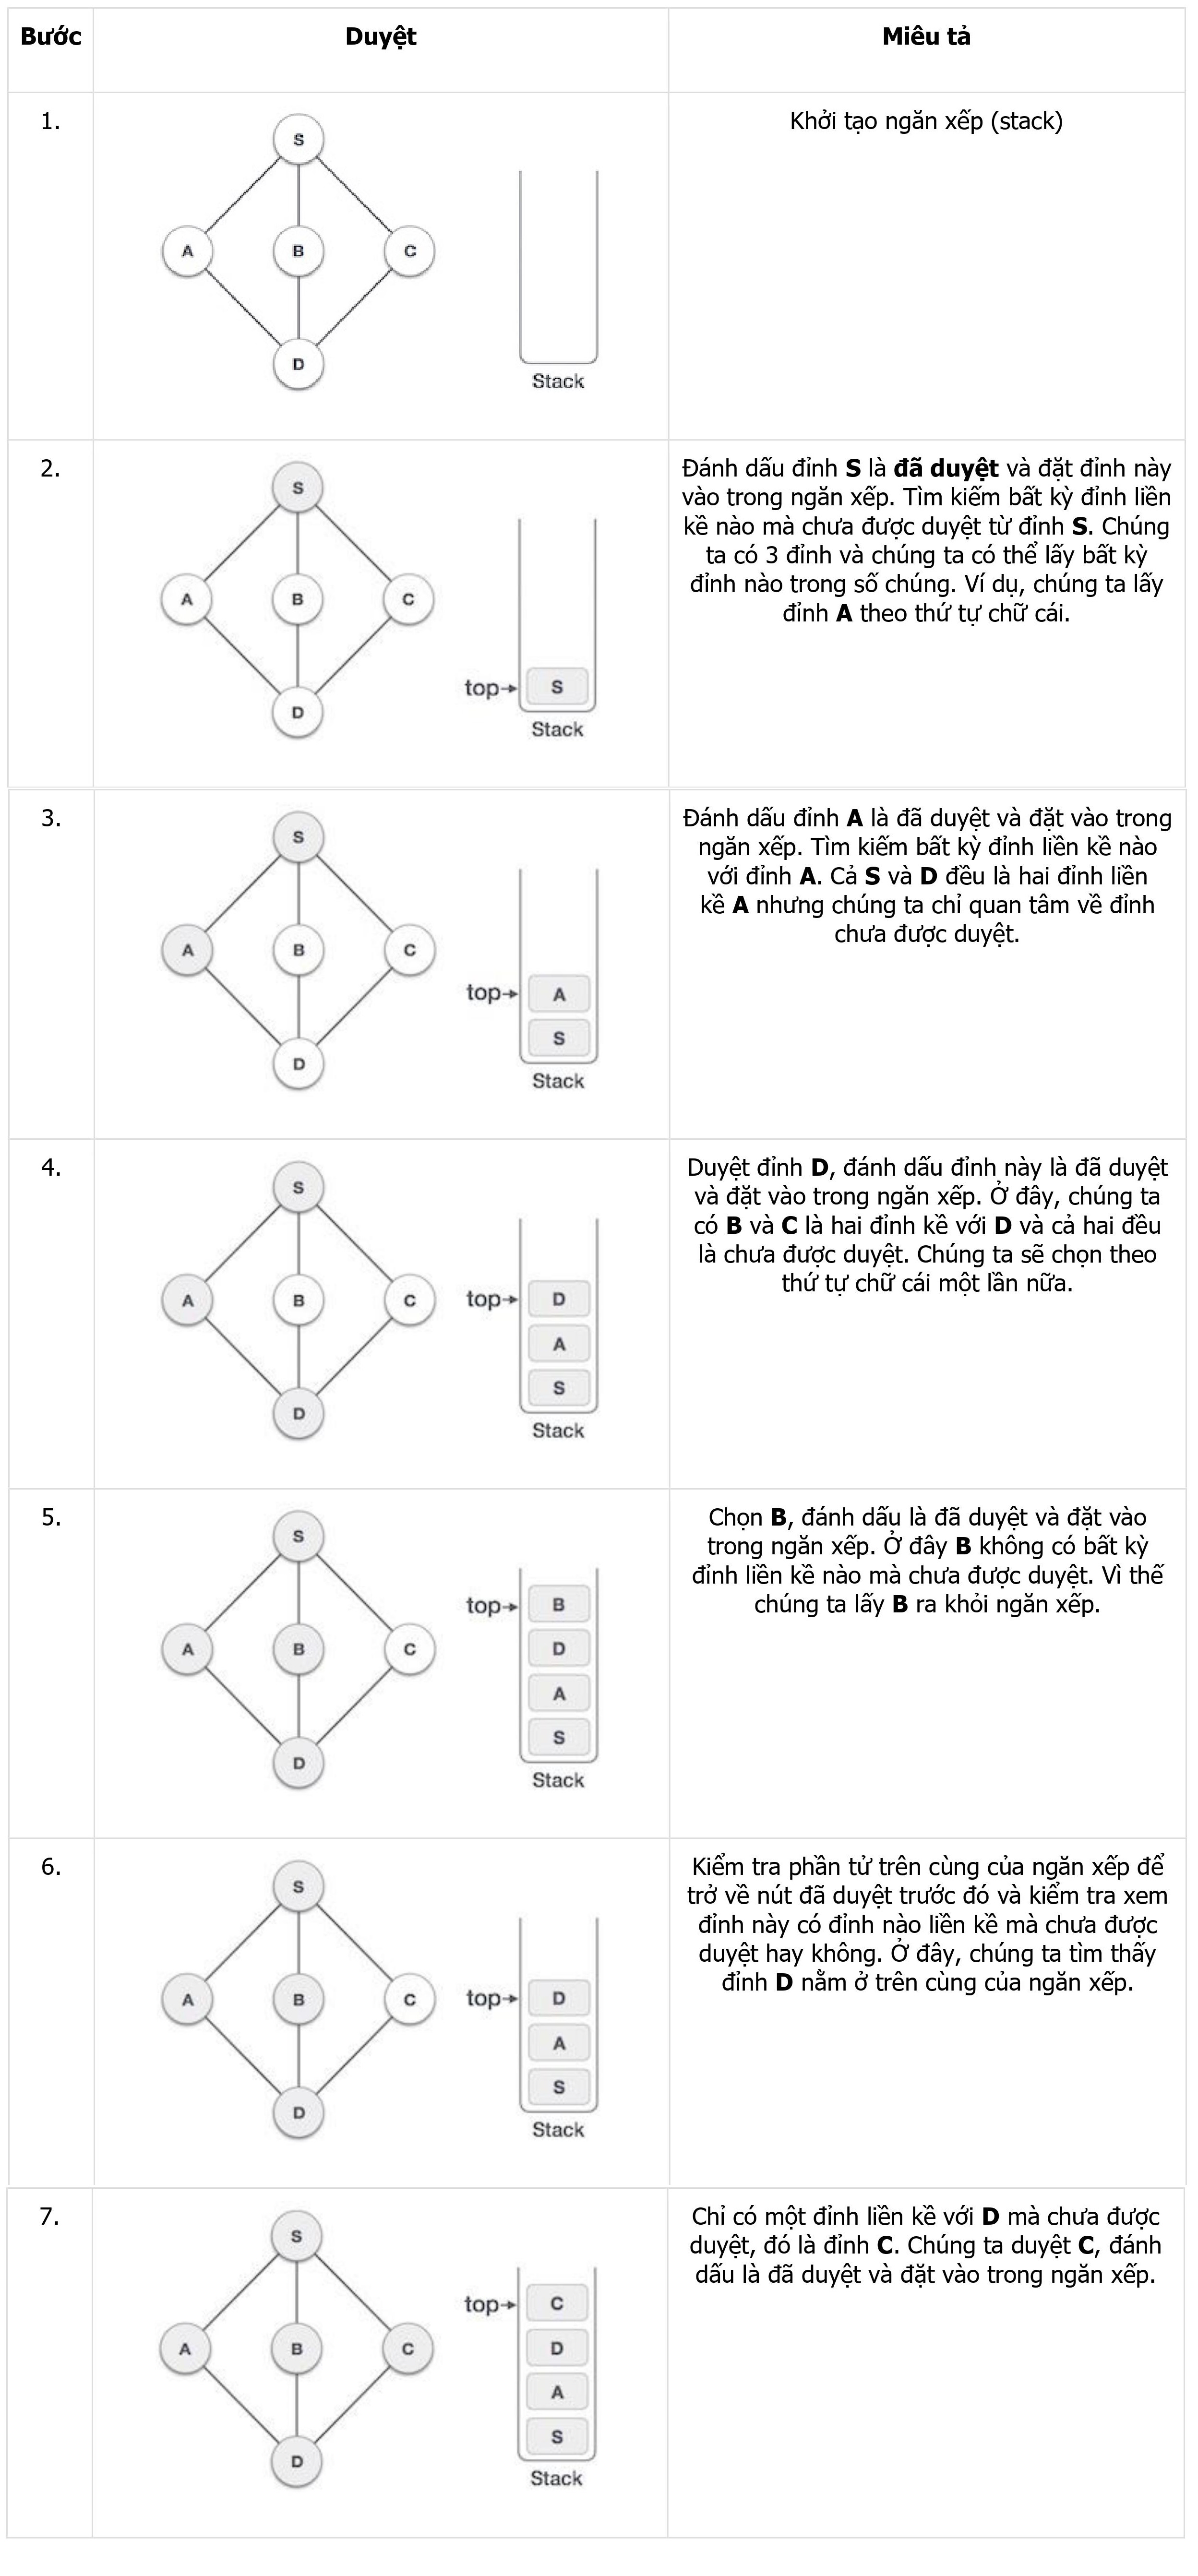 Bước Duyệt Miêu tả
1.
S
A B C
D
Stack
Khởi tạo ngăn xếp (stack)
2.
S
A B C
D
top S
Stack
Đánh dấu đỉnh S là đã duyệt và đặt đỉnh này
vào trong ngăn xếp. Tìm kiếm bất kỳ đỉnh liền
kề nào mà chưa được duyệt từ đỉnh S. Chúng
ta có 3 đỉnh và chúng ta có thể lấy bất kỳ
đỉnh nào trong số chúng. Ví dụ, chúng ta lấy
đỉnh A theo thứ tự chữ cái.
3.
S
A B C
D
top A
S
Stack
Đánh dấu đỉnh A là đã duyệt và đặt vào trong
ngăn xếp. Tìm kiếm bất kỳ đỉnh liền kề nào
với đỉnh A. Cả S và D đều là hai đỉnh liền
kề A nhưng chúng ta chỉ quan tâm về đỉnh
chưa được duyệt.
4.
S
A B C
D
top D
A
S
Stack
Duyệt đỉnh D, đánh dấu đỉnh này là đã duyệt
và đặt vào trong ngăn xếp. Ở đây, chúng ta
có B và C là hai đỉnh kề với D và cả hai đều
là chưa được duyệt. Chúng ta sẽ chọn theo
thứ tự chữ cái một lần nữa.
5.
S
A B C
D
top B
D
A
S
Stack
Chọn B, đánh dấu là đã duyệt và đặt vào
trong ngăn xếp. Ở đây B không có bất kỳ
đỉnh liền kề nào mà chưa được duyệt. Vì thế
chúng ta lấy B ra khỏi ngăn xếp.
6.
S
A B C
D
top D
A
S
Stack
Kiểm tra phần tử trên cùng của ngăn xếp để
trở về nút đã duyệt trước đó và kiểm tra xem
đỉnh này có đỉnh nào liền kề mà chưa được
duyệt hay không. Ở đây, chúng ta tìm thấy
đỉnh D nằm ở trên cùng của ngăn xếp.
7.
S
A B C
D
top C
D
A
S
Stack
Chỉ có một đỉnh liền kề với D mà chưa được
duyệt, đó là đỉnh C. Chúng ta duyệt C, đánh
dấu là đã duyệt và đặt vào trong ngăn xếp.